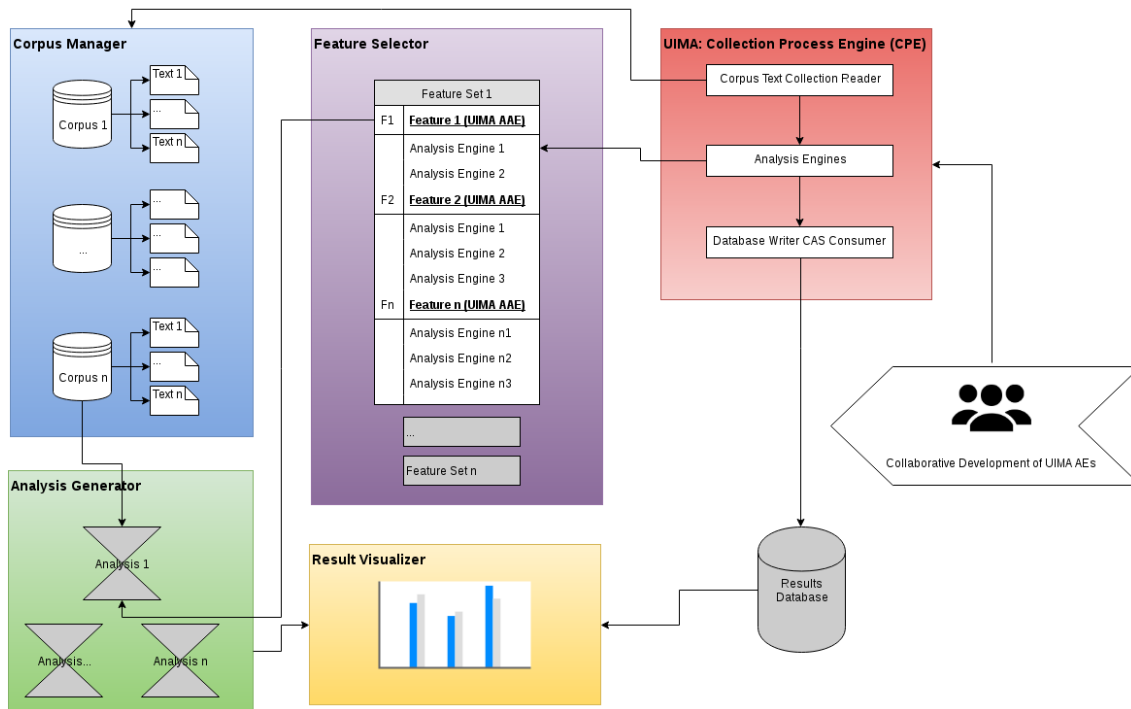 Corpus Manager
Text 1
...
Text n
Corpus 1
...
...
...
...
Text 1
...
Text n
Corpus n
Feature Selector
Feature Set 1
F1 Feature 1 (UIMA AAE)
Analysis Engine 1
Analysis Engine 2
F2 Feature 2 (UIMA AAE)
Analysis Engine 1
Analysis Engine 2
Analysis Engine 3
Fn Feature n (UIMA AAE)
Analysis Engine n1
Analysis Engine n2
Analysis Engine n3
...
Feature Set n
UIMA: Collection Process Engine (CPE)
Corpus Text Collection Reader
Analysis Engines
Database Writer CAS Consumer
Collaborative Development of UIMA AEs
Analysis Generator
Analysis 1
Analysis...
Analysis n
Result Visualizer
Results
Database